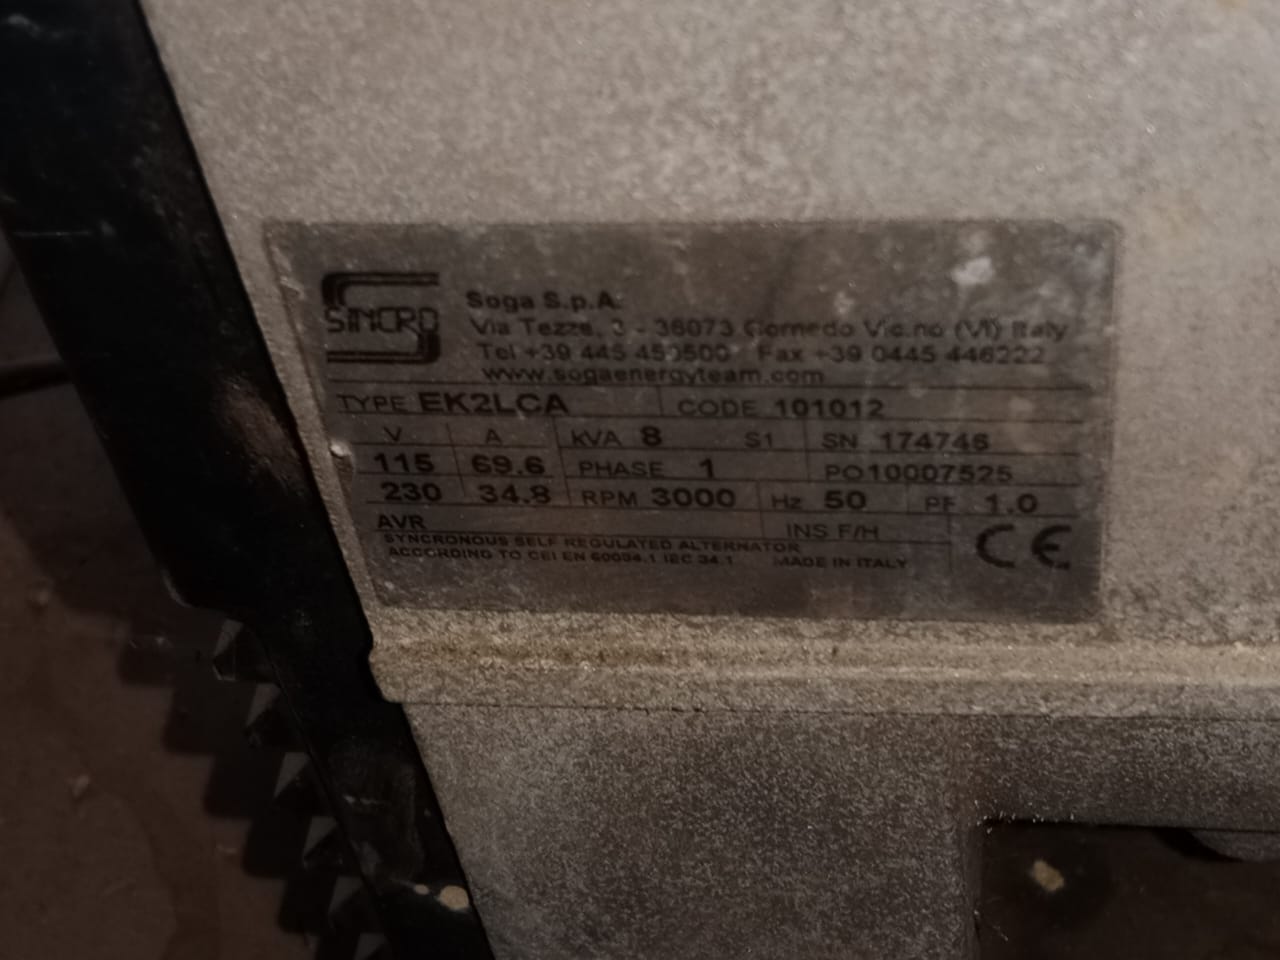 SINCRO
Soga S.p.A.
Via Tezze, 3 - 36073 Cornedo Vic.no (VI) Italy
Tel +39 445 450500 Fax +39 0445 446222
www.sogaenergyteam.com
TYPE EK2LCA CODE 101012
V A KVA 8 S1 SN 174746
115 69.6 PHASE 1 PO10007525
230 34.8 RPM 3000 Hz 50 PF 1.0
AVR INS F/H CE
SYNCRONOUS SELF REGULATED ALTERNATOR
ACCORDING TO CEI EN 60034.1 IEC 34.1 MADE IN ITALY